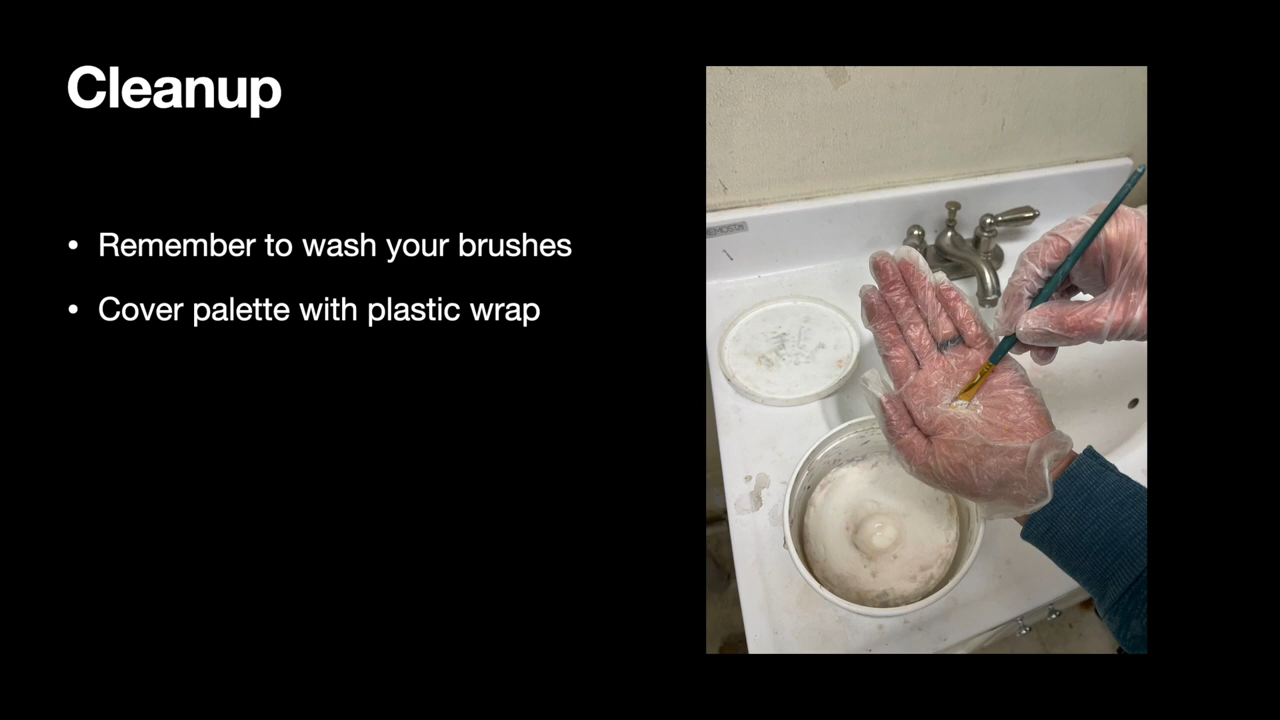 Cleanup
• Remember to wash your brushes
• Cover palette with plastic wrap